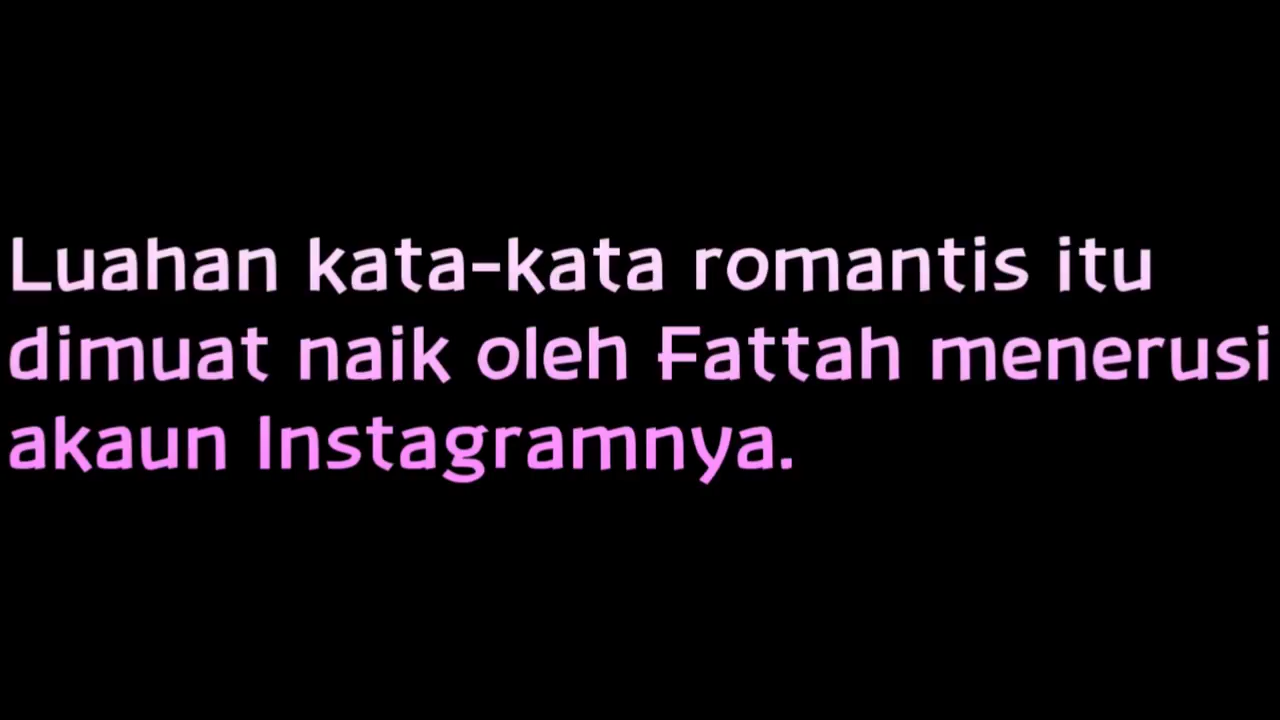 Luahan kata-kata romantis itu
dimuat naik oleh Fattah menerusi
akaun Instagramnya.